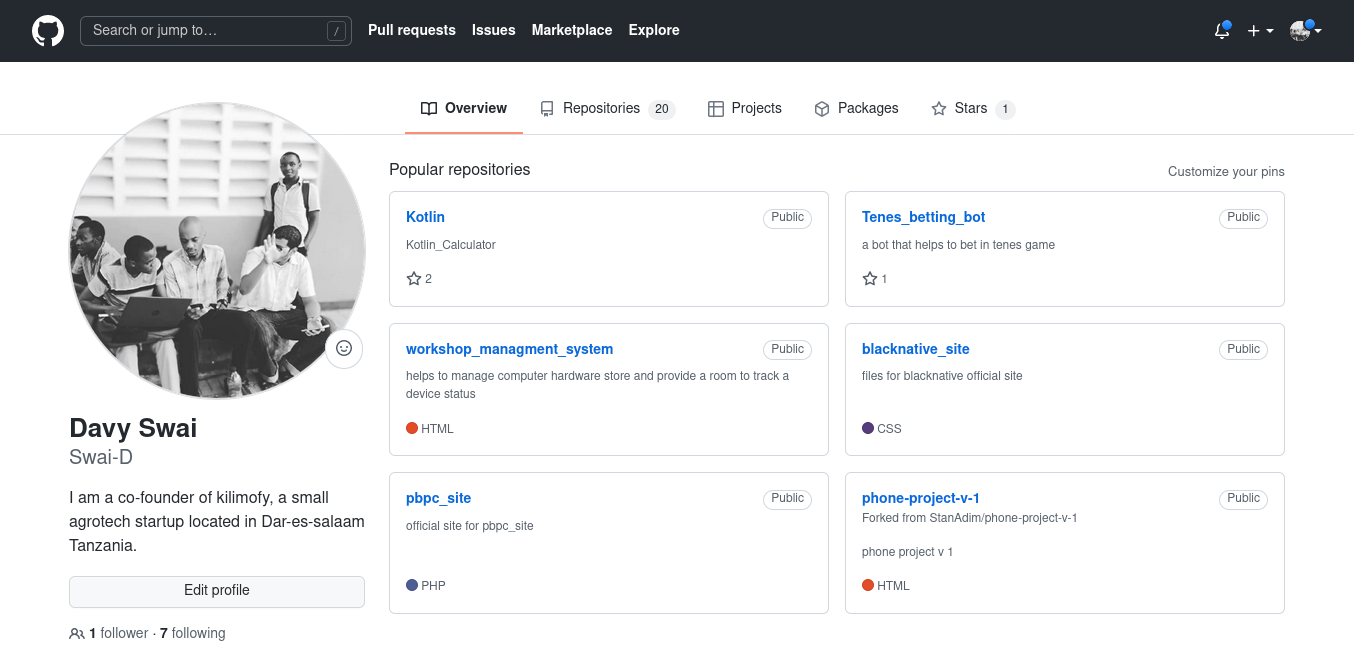 Search or jump to…
/
Pull requests
Issues
Marketplace
Explore
Overview
Repositories 20
Projects
Packages
Stars 1
Davy Swai
Swai-D
I am a co-founder of kilimofy, a small
agrotech startup located in Dar-es-salaam
Tanzania.
Edit profile
1 follower · 7 following
Popular repositories
Customize your pins
Kotlin
Public
Kotlin_Calculator
2
Tenes_betting_bot
Public
a bot that helps to bet in tenes game
1
workshop_managment_system
Public
helps to manage computer hardware store and provide a room to track a
device status
HTML
blacknative_site
Public
files for blacknative official site
CSS
pbpc_site
Public
official site for pbpc_site
PHP
phone-project-v-1
Public
Forked from StanAdim/phone-project-v-1
phone project v 1
HTML